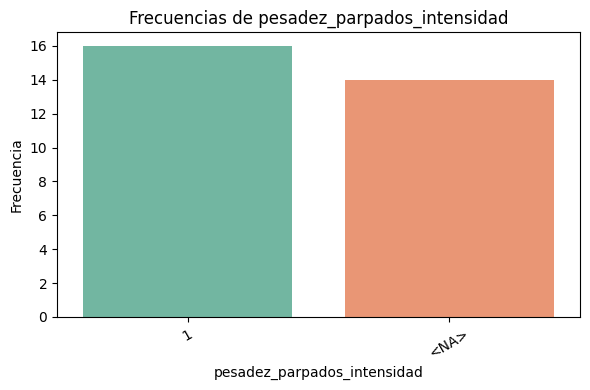 Frecuencias de pesadez_parpados_intensidad
Frecuencia
16
14
12
10
8
6
4
2
0
1
<NA>
pesadez_parpados_intensidad